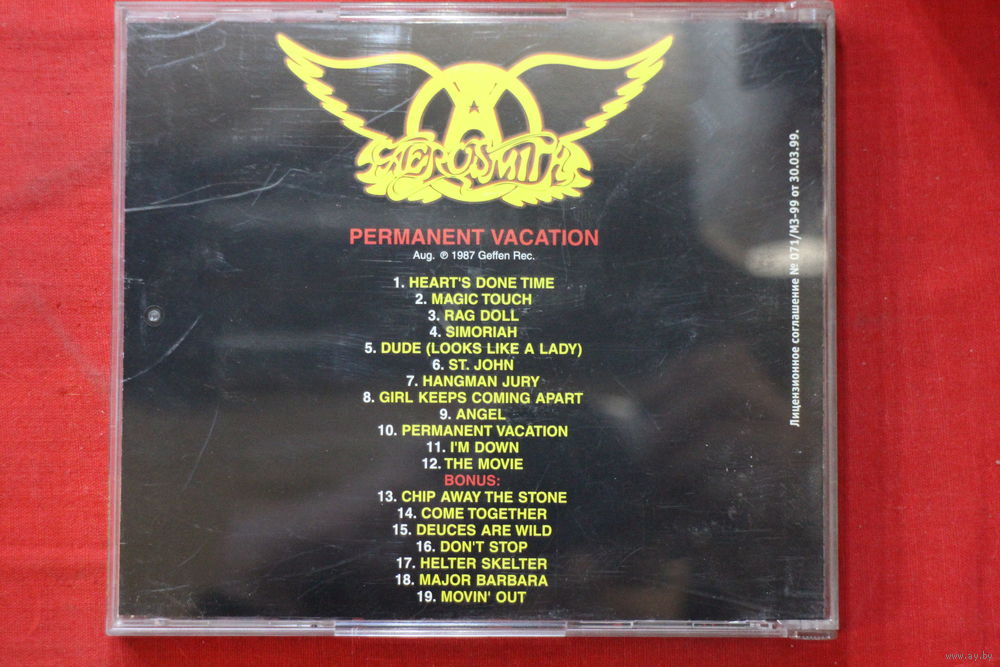 AEROSMITH
PERMANENT VACATION
Aug. ℗ 1987 Geffen Rec.
1. HEART'S DONE TIME
2. MAGIC TOUCH
3. RAG DOLL
4. SIMORIAH
5. DUDE (LOOKS LIKE A LADY)
6. ST. JOHN
7. HANGMAN JURY
8. GIRL KEEPS COMING APART
9. ANGEL
10. PERMANENT VACATION
11. I'M DOWN
12. THE MOVIE
BONUS:
13. CHIP AWAY THE STONE
14. COME TOGETHER
15. DEUCES ARE WILD
16. DON'T STOP
17. HELTER SKELTER
18. MAJOR BARBARA
19. MOVIN' OUT
Лицензионное соглашение № 071/МЗ-99 от 30.03.99.
www.ay.by